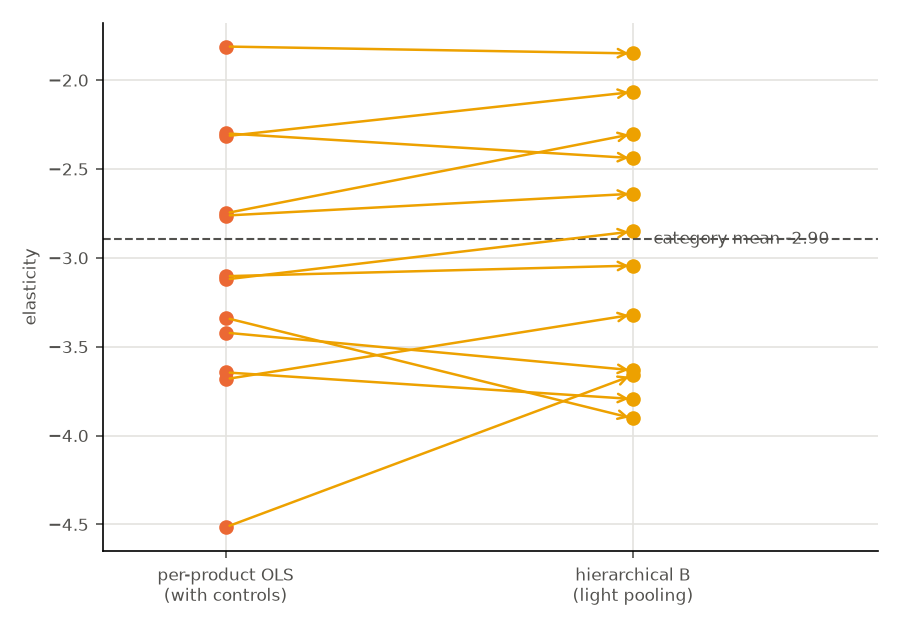 −2.0
−2.5
−3.0
−3.5
−4.0
−4.5
elasticity
category mean -2.90
per-product OLS
(with controls)
hierarchical B
(light pooling)